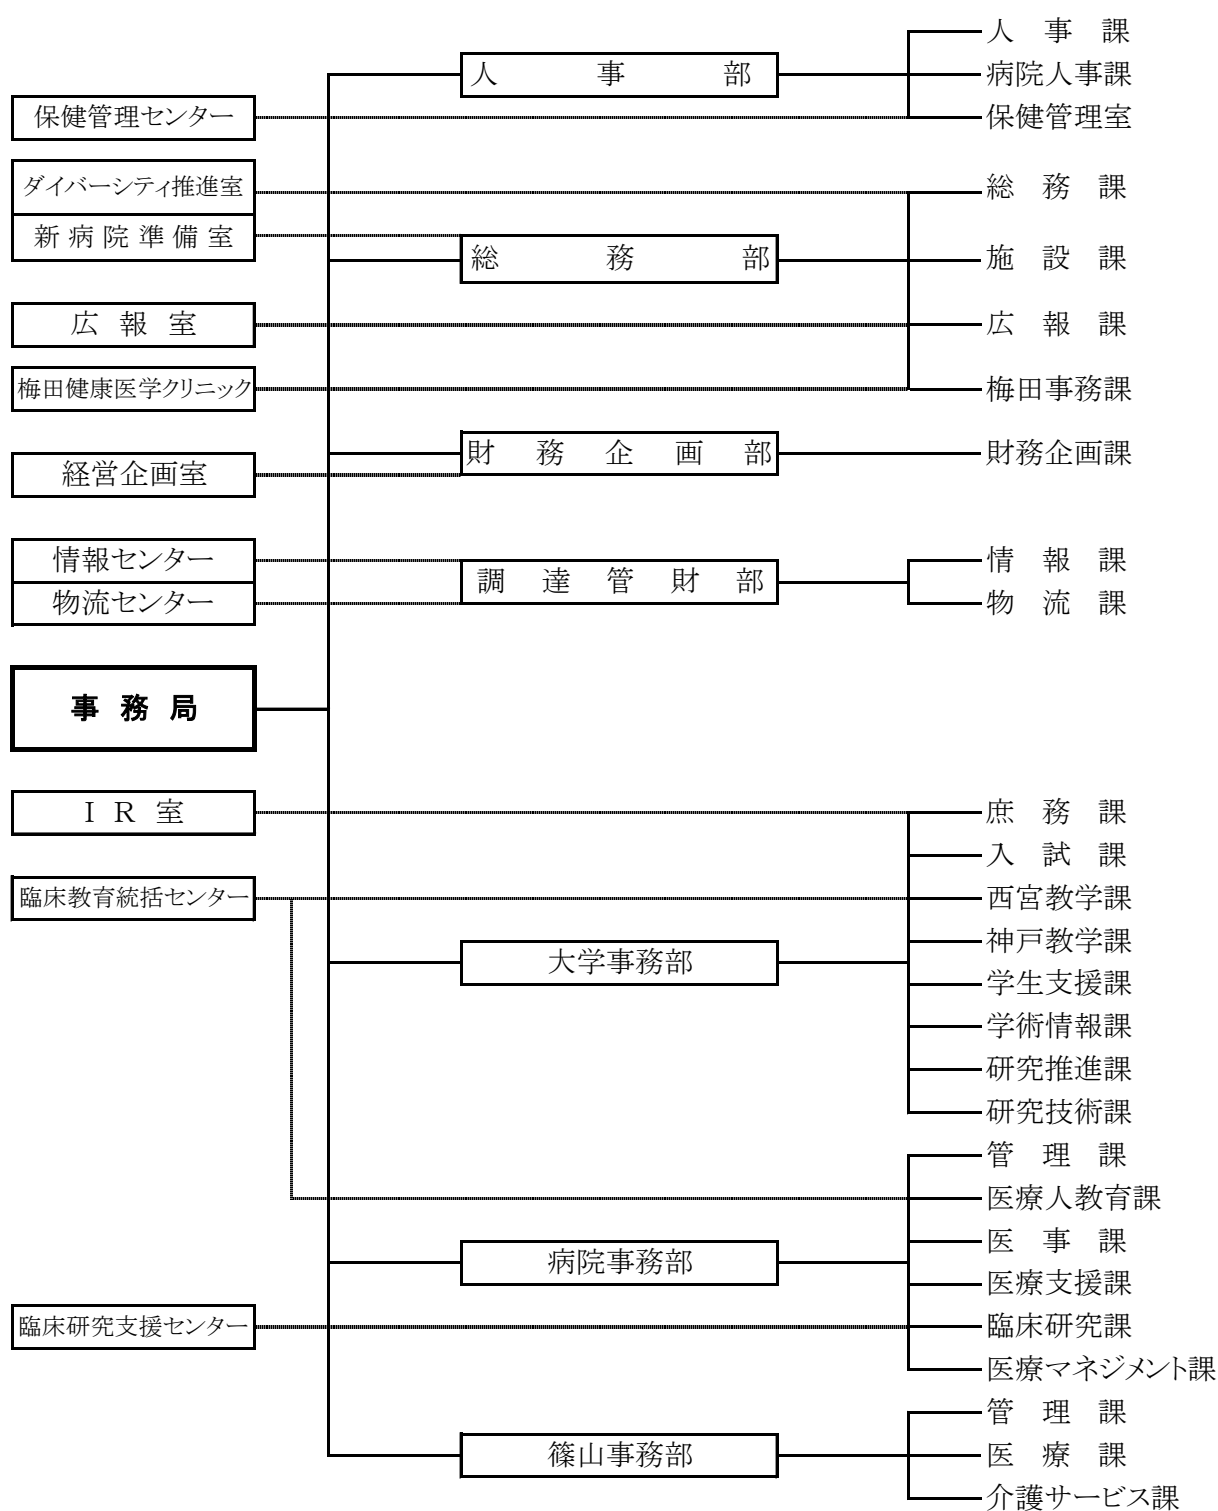 人事課
人事部
病院人事課
保健管理センター
保健管理室
ダイバーシティ推進室
総務課
新病院準備室
総務部
施設課
広報室
広報課
梅田健康医学クリニック
梅田事務課
財務企画部
財務企画課
経営企画室
情報センター
情報課
調達管財部
物流センター
物流課
事務局
IR室
庶務課
入試課
臨床教育統括センター
西宮教学課
神戸教学課
大学事務部
学生支援課
学術情報課
研究推進課
研究技術課
管理課
医療人教育課
医事課
病院事務部
医療支援課
臨床研究支援センター
臨床研究課
医療マネジメント課
管理課
篠山事務部
医療課
介護サービス課